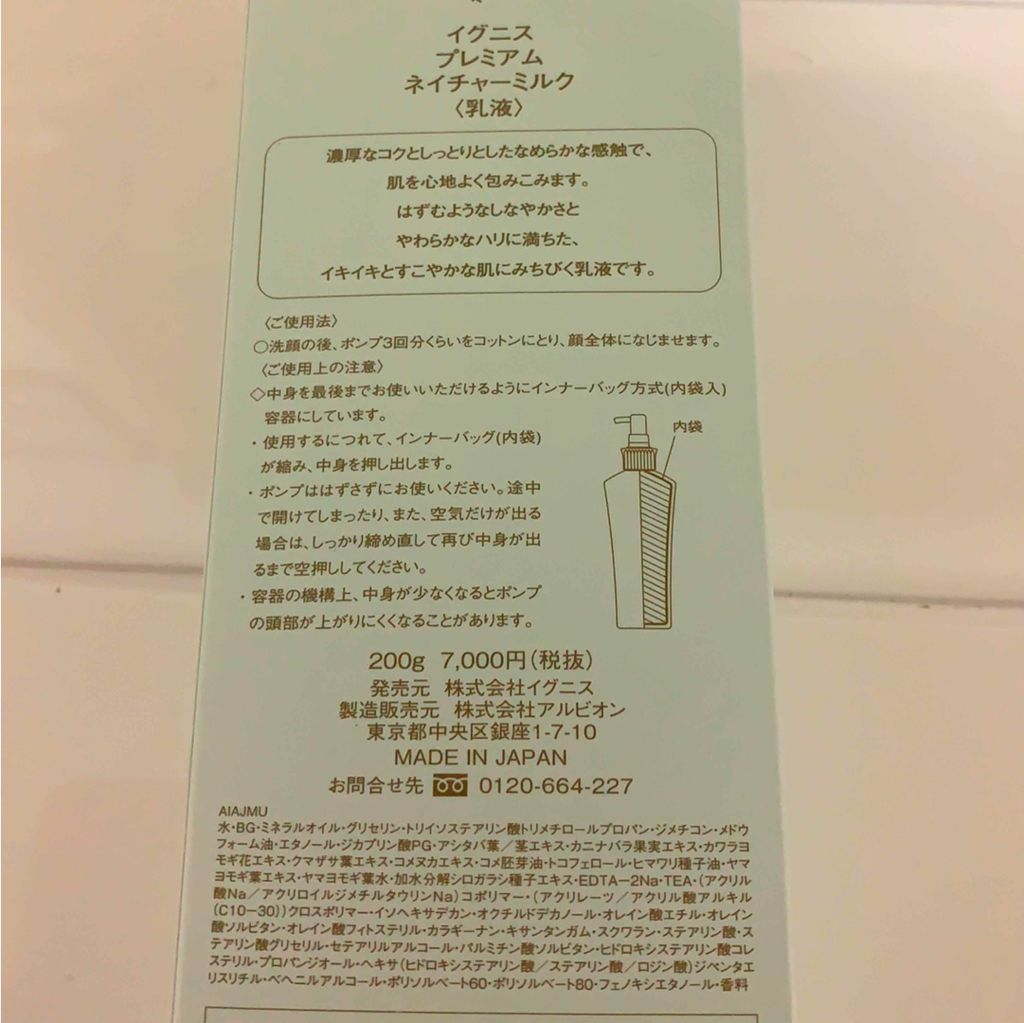 イグニス
プレミアム
ネイチャーミルク
〈乳液〉
濃厚なコクとしっとりとしたなめらかな感触で、
肌を心地よく包みこみます。
はずむようなしなやかさと
やわらかなハリに満ちた、
イキイキとすこやかな肌にみちびく乳液です。
〈ご使用法〉
○洗顔の後、ポンプ3回分くらいをコットンにとり、顔全体になじませます。
〈ご使用上の注意〉
◇中身を最後までお使いいただけるようにインナーバッグ方式(内袋入)
容器にしています。
内袋
・使用するにつれて、インナーバッグ(内袋)
が縮み、中身を押し出します。
・ポンプははずさずにお使いください。途中
で開けてしまったり、また、空気だけが出る
場合は、しっかり締め直して再び中身が出
るまで空押ししてください。
・容器の機構上、中身が少なくなるとポンプ
の頭部が上がりにくくなることがあります。
200g 7,000円(税抜)
発売元 株式会社イグニス
製造販売元 株式会社アルビオン
東京都中央区銀座1-7-10
MADE IN JAPAN
お問合せ先 0120-664-227
AIAJMU
水・BG・ミネラルオイル・グリセリン・トリイソステアリン酸トリメチロールプロパン・ジメチコン・メドウ
フォーム油・エタノール・ジカプリン酸PG・アシタバ葉／茎エキス・カニナバラ果実エキス・カワラヨ
モギ花エキス・クマザサ葉エキス・コメヌカエキス・コメ胚芽油・トコフェロール・ヒマワリ種子油・ヤマ
ヨモギ葉エキス・ヤマヨモギ葉水・加水分解シロガラシ種子エキス・EDTA－2Na・TEA・(アクリル
酸Na／アクリロイルジメチルタウリンNa)コポリマー・(アクリレーツ／アクリル酸アルキル
(C10－30))クロスポリマー・イソヘキサデカン・オクチルドデカノール・オレイン酸エチル・オレイン
酸ソルビタン・オレイン酸フィトステリル・カラギーナン・キサンタンガム・スクワラン・ステアリン酸・ス
テアリン酸グリセリル・セテアリルアルコール・パルミチン酸ソルビタン・ヒドロキシステアリン酸コレ
ステリル・プロパンジオール・ヘキサ(ヒドロキシステアリン酸／ステアリン酸／ロジン酸)ジペンタエ
リスリチル・ベヘニルアルコール・ポリソルベート60・ポリソルベート80・フェノキシエタノール・香料